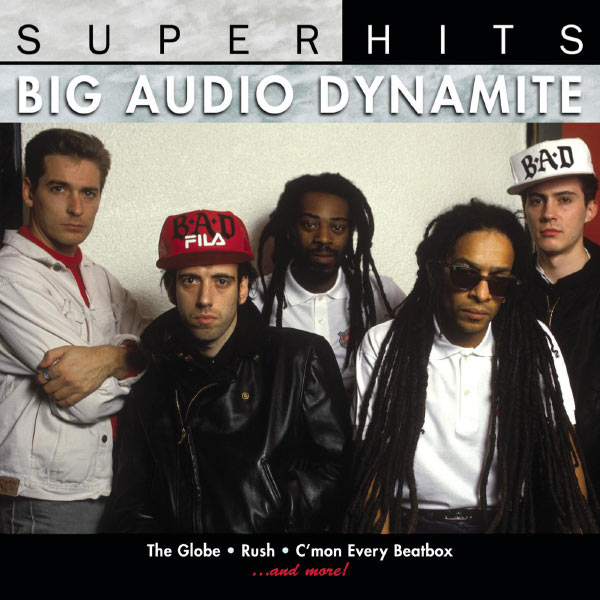 SUPER HITS
BIG AUDIO DYNAMITE
B·A·D
B·A·D
FILA
The Globe • Rush • C'mon Every Beatbox
...and more!